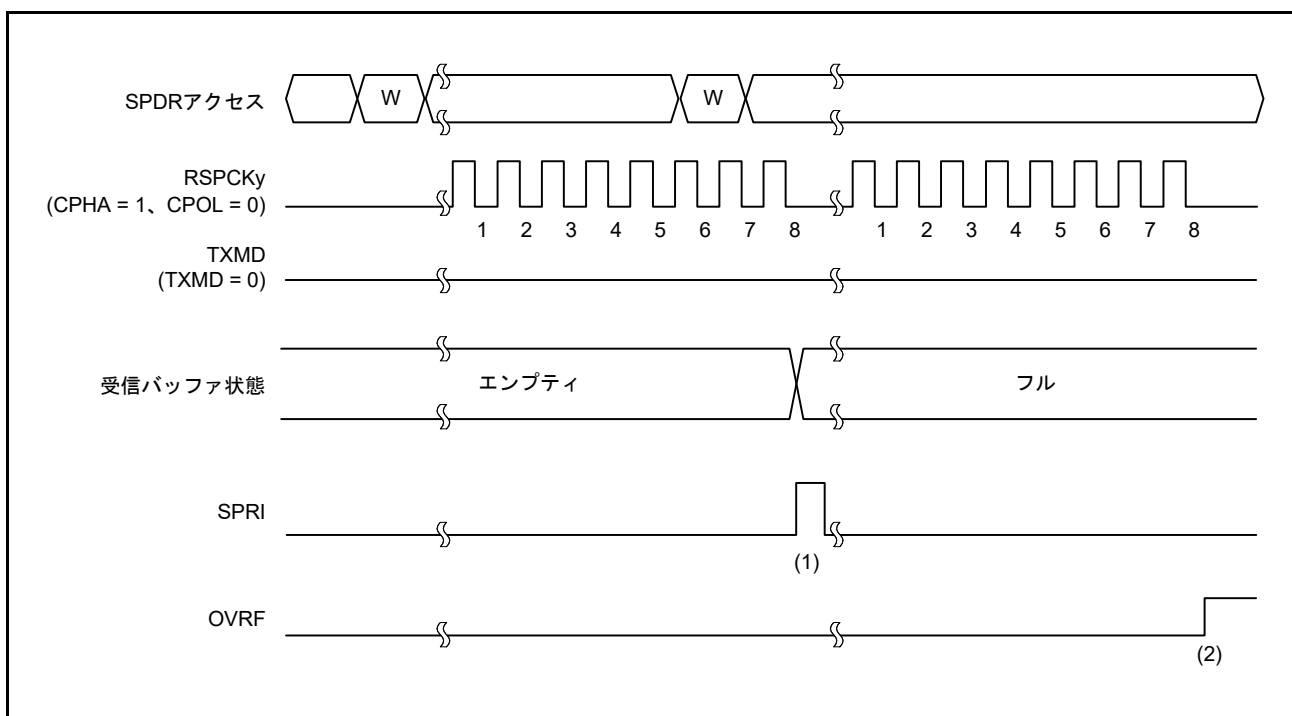 SPDRアクセス
W
W
RSPCKy
(CPHA = 1、CPOL = 0)
1 2 3 4 5 6 7 8 1 2 3 4 5 6 7 8
TXMD
(TXMD = 0)
受信バッファ状態
エンプティ
フル
SPRI
(1)
OVRF
(2)